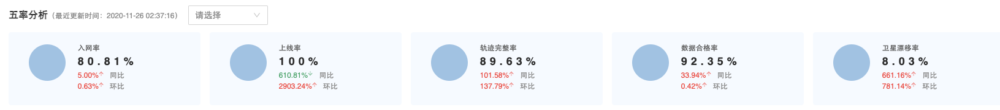 五率分析（最近更新时间：2020-11-26 02:37:16） 请选择
入网率
80.81%
5.00%↑ 同比
0.63%↑ 环比
上线率
100%
610.81%↓ 同比
2903.24%↑ 环比
轨迹完整率
89.63%
101.58%↑ 同比
137.79%↑ 环比
数据合格率
92.35%
33.94%↑ 同比
0.42%↑ 环比
卫星漂移率
8.03%
661.16%↑ 同比
781.14%↑ 环比